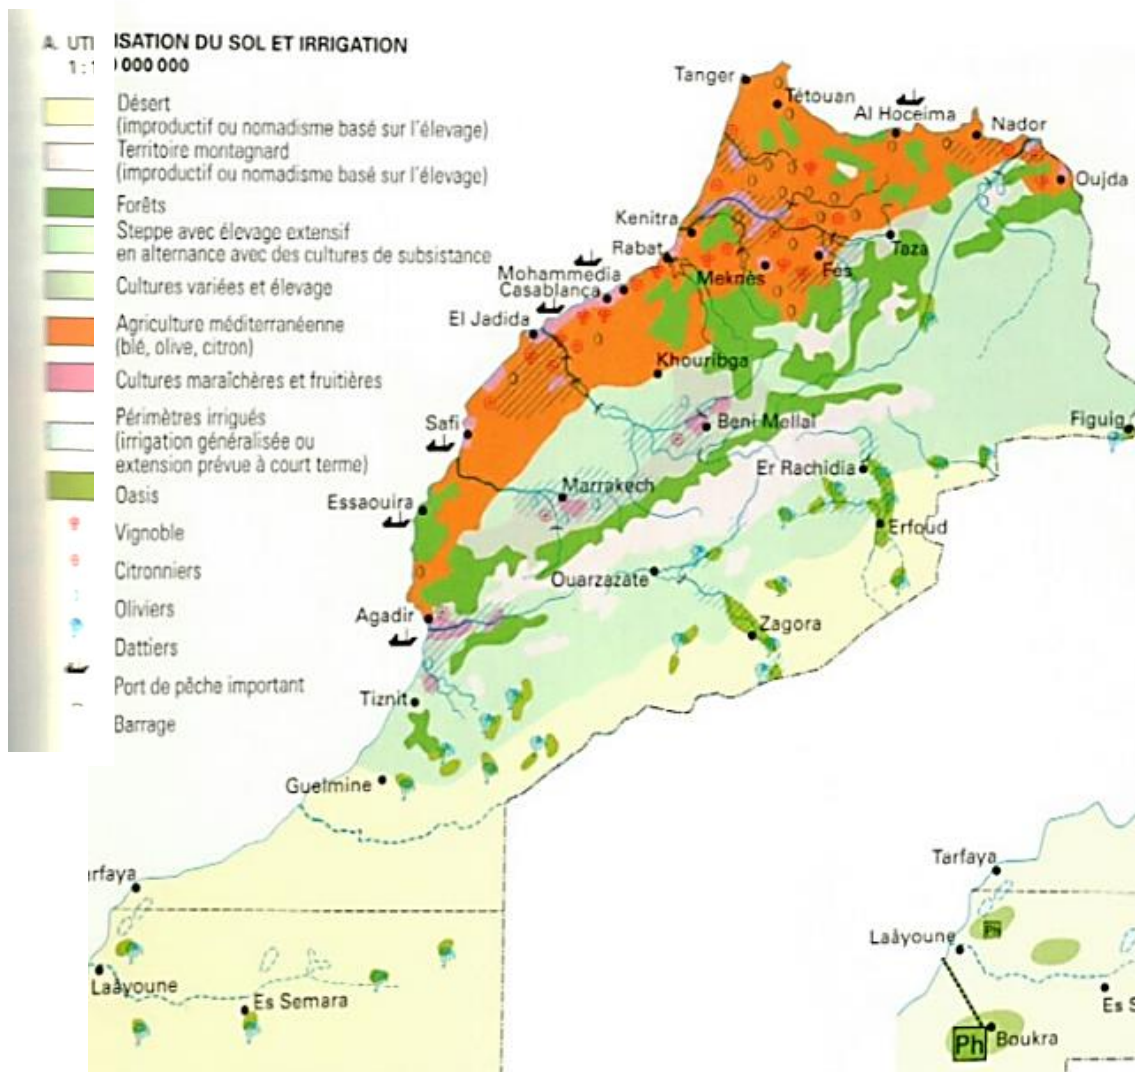 A. UTI ISATION DU SOL ET IRRIGATION
1 : 1 0 000 000
Désert
(improductif ou nomadisme basé sur l'élevage)
Territoire montagnard
(improductif ou nomadisme basé sur l'élevage)
Forêts
Steppe avec élevage extensif
en alternance avec des cultures de subsistance
Cultures variées et élevage
Agriculture méditerranéenne
(blé, olive, citron)
Cultures maraîchères et fruitières
Périmètres irrigués
(irrigation généralisée ou
extension prévue à court terme)
Oasis
Vignoble
Citronniers
Oliviers
Dattiers
Port de pêche important
Barrage
Tanger
Tétouan
Al Hoceima
Nador
Oujda
Kenitra
Rabat
Taza
Mohammedia
Meknès
Fès
Casablança
El Jadida
Khouribga
Safi
Beni Mellal
Figuig
Er Rachidia
Marrakech
Essaouira
Erfoud
Ouarzazate
Agadir
Zagora
Tiznit
Guelmine
arfaya
Laâyoune
Es Semara
Tarfaya
Ph
Laâyoune
Es S
Ph
Boukra